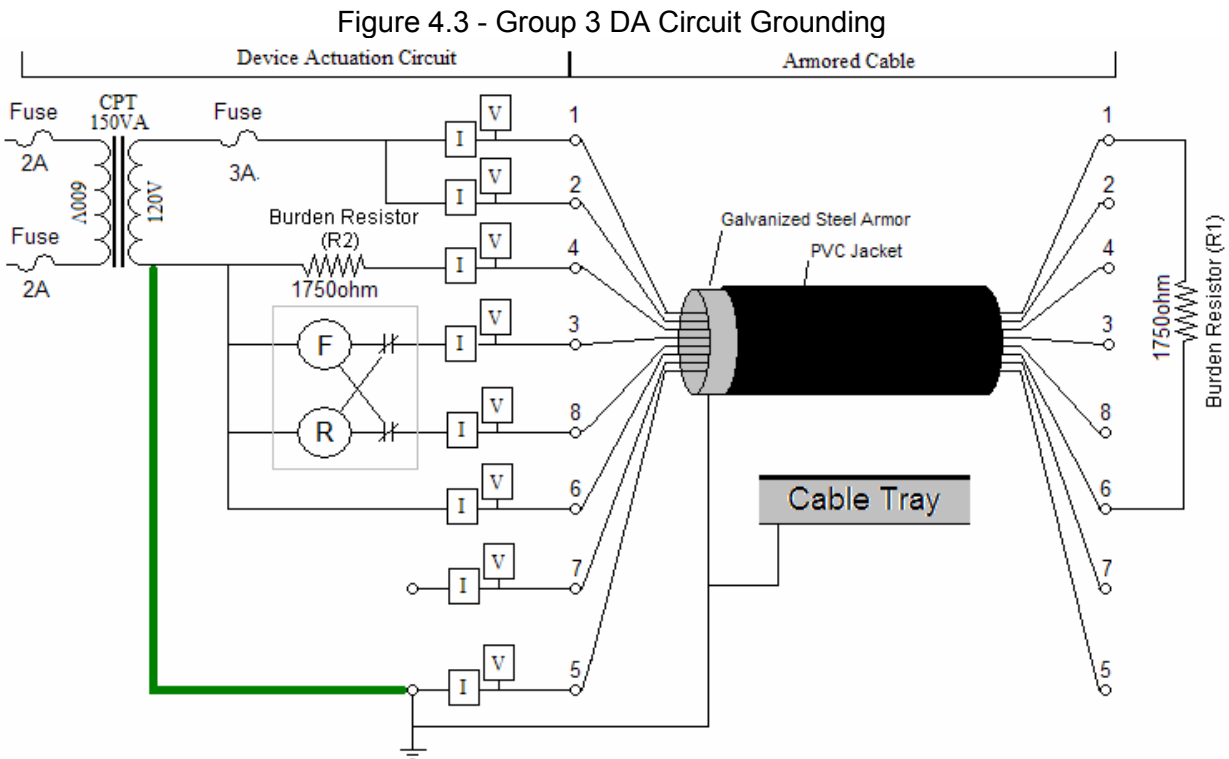 Figure 4.3 - Group 3 DA Circuit Grounding
Device Actuation Circuit
Armored Cable
Fuse
2A
CPT
150VA
600V
120V
Fuse
3A.
Fuse
2A
Burden Resistor
(R2)
1750ohm
F
R
I
V
1
I
V
2
I
V
4
I
V
3
I
V
8
I
V
6
I
V
7
I
V
5
Galvanized Steel Armor
PVC Jacket
Cable Tray
1
2
4
3
8
6
7
5
1750ohm
Burden Resistor (R1)